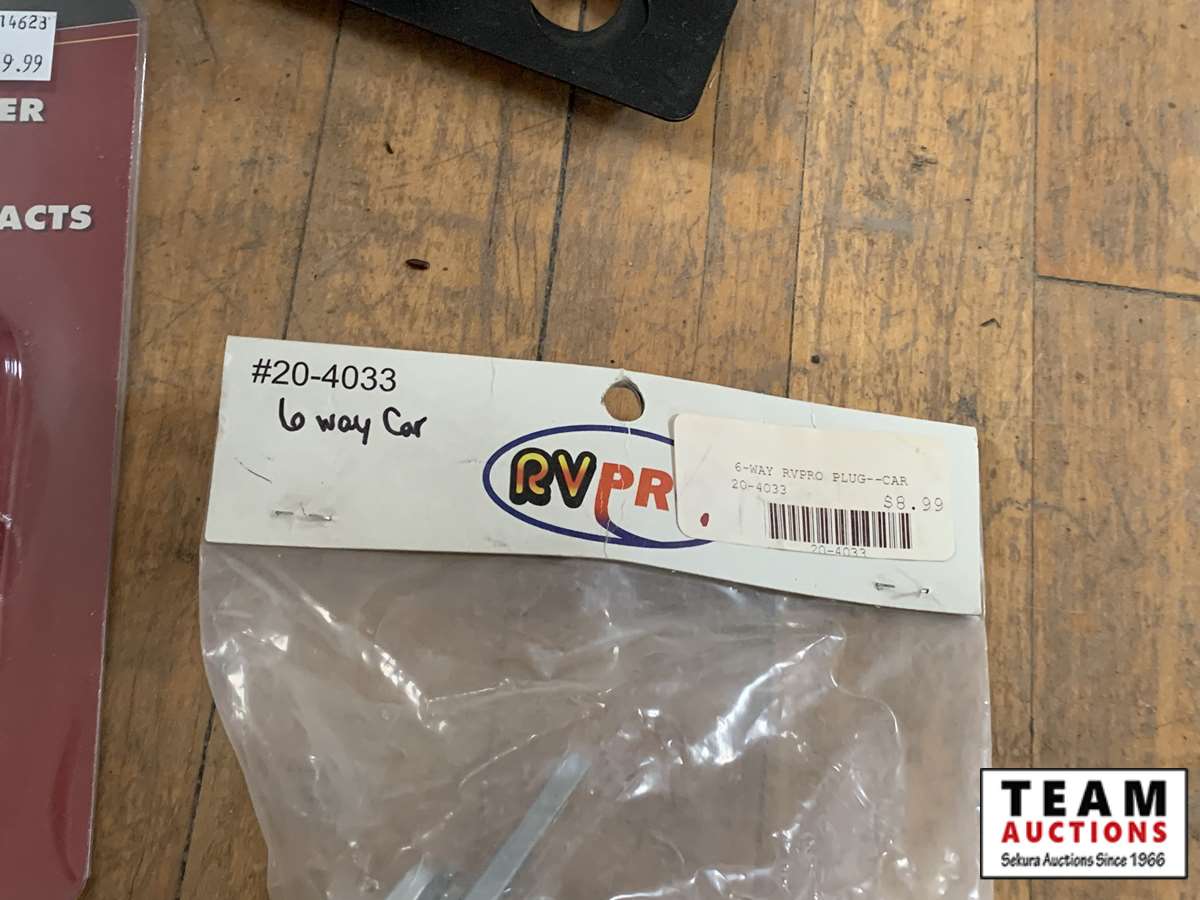 14623
9.99
ER
ACTS
#20-4033
6 way Car
RVPR
6-WAY RVPRO PLUG--CAR
20-4033
$8.99
20-4033
TEAM
AUCTIONS
Sekura Auctions Since 1966